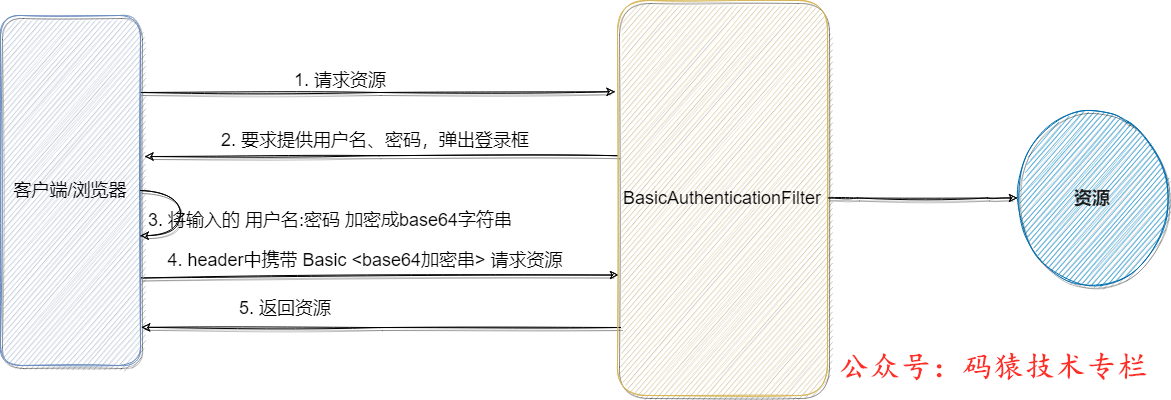 1. 请求资源
2. 要求提供用户名、密码，弹出登录框
客户端/浏览器
BasicAuthenticationFilter
资源
3. 将输入的 用户名:密码 加密成base64字符串
4. header中携带 Basic <base64加密串> 请求资源
5. 返回资源
公众号：码猿技术专栏